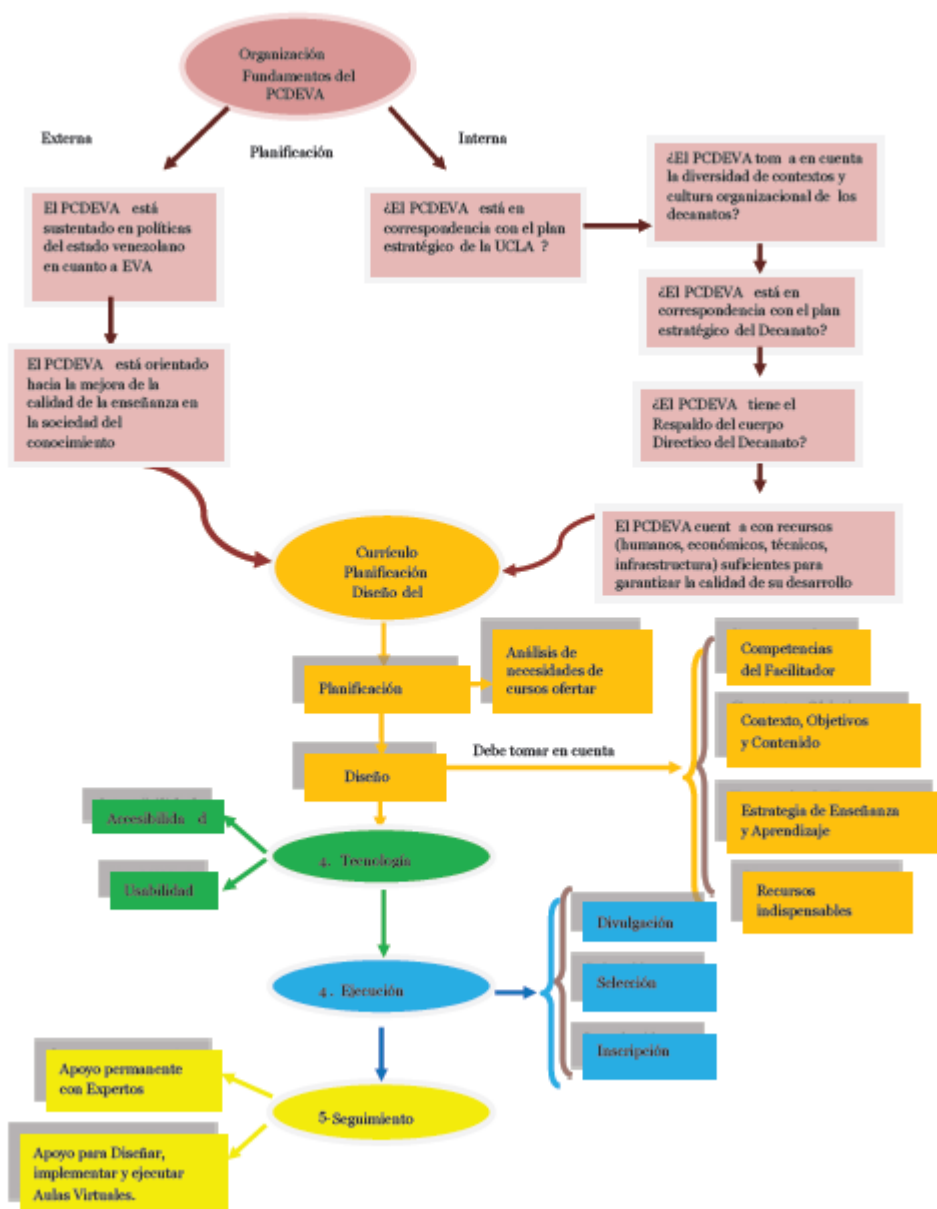 Organización
Fundamentos del
PCDEVA
Externa
Planificación
Interna
El PCDEVA está
sustentado en políticas
del estado venezolano
en cuanto a EVA
¿El PCDEVA está en
correspondencia con el plan
estratégico de la UCLA ?
¿El PCDEVA tom a en cuenta
la diversidad de contextos y
cultura organizacional de los
decanatos?
¿El PCDEVA está en
correspondencia con el plan
estratégico del Decanato?
El PCDEVA está orientado
hacia la mejora de la
calidad de la enseñanza en
la sociedad del
conocimiento
¿El PCDEVA tiene el
Respaldo del cuerpo
Directico del Decanato?
El PCDEVA cuent a con recursos
(humanos, económicos, técnicos,
infraestructura) suficientes para
garantizar la calidad de su desarrollo
Currículo
Planificación
Diseño del
Planificación
Análisis de
necesidades de
cursos ofertar
Diseño
Debe tomar en cuenta
Competencias
del Facilitador
Contexto, Objetivos
y Contenido
Estrategia de Enseñanza
y Aprendizaje
Recursos
indispensables
Accesibilida d
Usabilidad
4. Tecnología
4. Ejecución
Divulgación
Selección
Inscripción
5-Seguimiento
Apoyo permanente
con Expertos
Apoyo para Diseñar,
implementar y ejecutar
Aulas Virtuales.